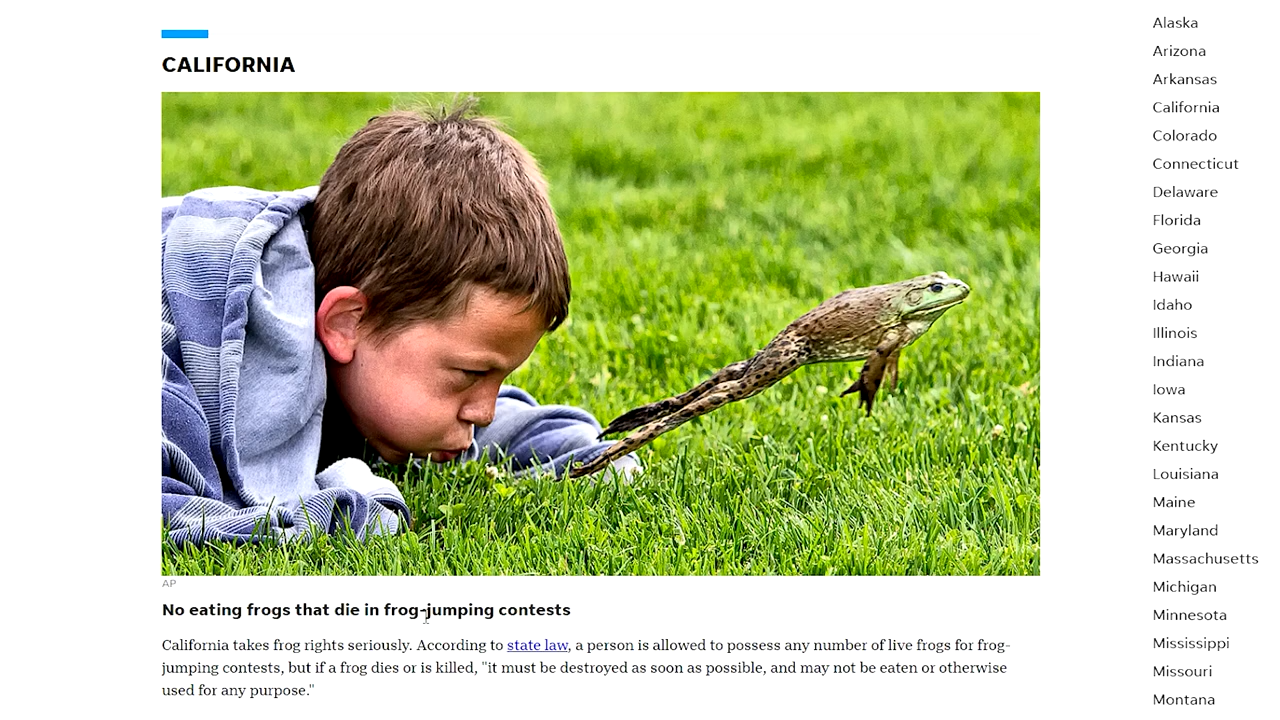 CALIFORNIA
AP
No eating frogs that die in frog-jumping contests
California takes frog rights seriously. According to state law, a person is allowed to possess any number of live frogs for frog-
jumping contests, but if a frog dies or is killed, "it must be destroyed as soon as possible, and may not be eaten or otherwise
used for any purpose."
Alaska
Arizona
Arkansas
California
Colorado
Connecticut
Delaware
Florida
Georgia
Hawaii
Idaho
Illinois
Indiana
Iowa
Kansas
Kentucky
Louisiana
Maine
Maryland
Massachusetts
Michigan
Minnesota
Mississippi
Missouri
Montana